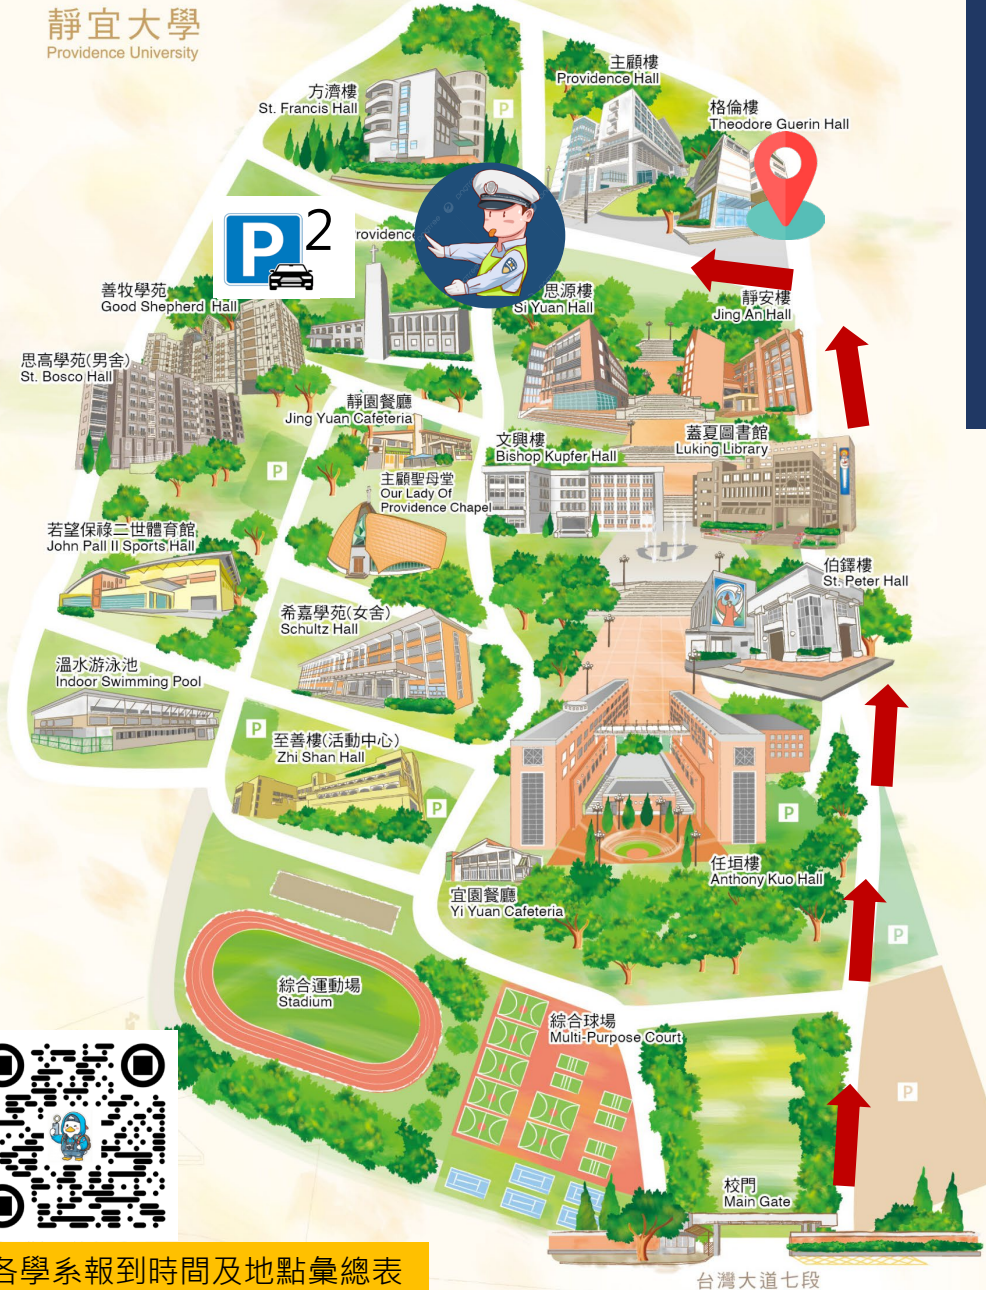 靜宜大學
Providence University
主顧樓
Providence Hall
方濟樓
St. Francis Hall
P
格倫樓
Theodore Guerin Hall
P 2
rovidence
思源樓
Si Yuan Hall
靜安樓
Jing An Hall
善牧學苑
Good Shepherd Hall
思高學苑(男舍)
St. Bosco Hall
靜園餐廳
Jing Yuan Cafeteria
文興樓
Bishop Kupfer Hall
蓋夏圖書館
Luking Library
P
主顧聖母堂
Our Lady Of
Providence Chapel
若望保祿二世體育館
John Pall II Sports Hall
伯鐸樓
St. Peter Hall
希嘉學苑(女舍)
Schultz Hall
溫水游泳池
Indoor Swimming Pool
P
至善樓(活動中心)
Zhi Shan Hall
P
P
任垣樓
Anthony Kuo Hall
宜園餐廳
Yi Yuan Cafeteria
P
綜合運動場
Stadium
綜合球場
Multi-Purpose Court
P
校門
Main Gate
各學系報到時間及地點彙總表
台灣大道七段